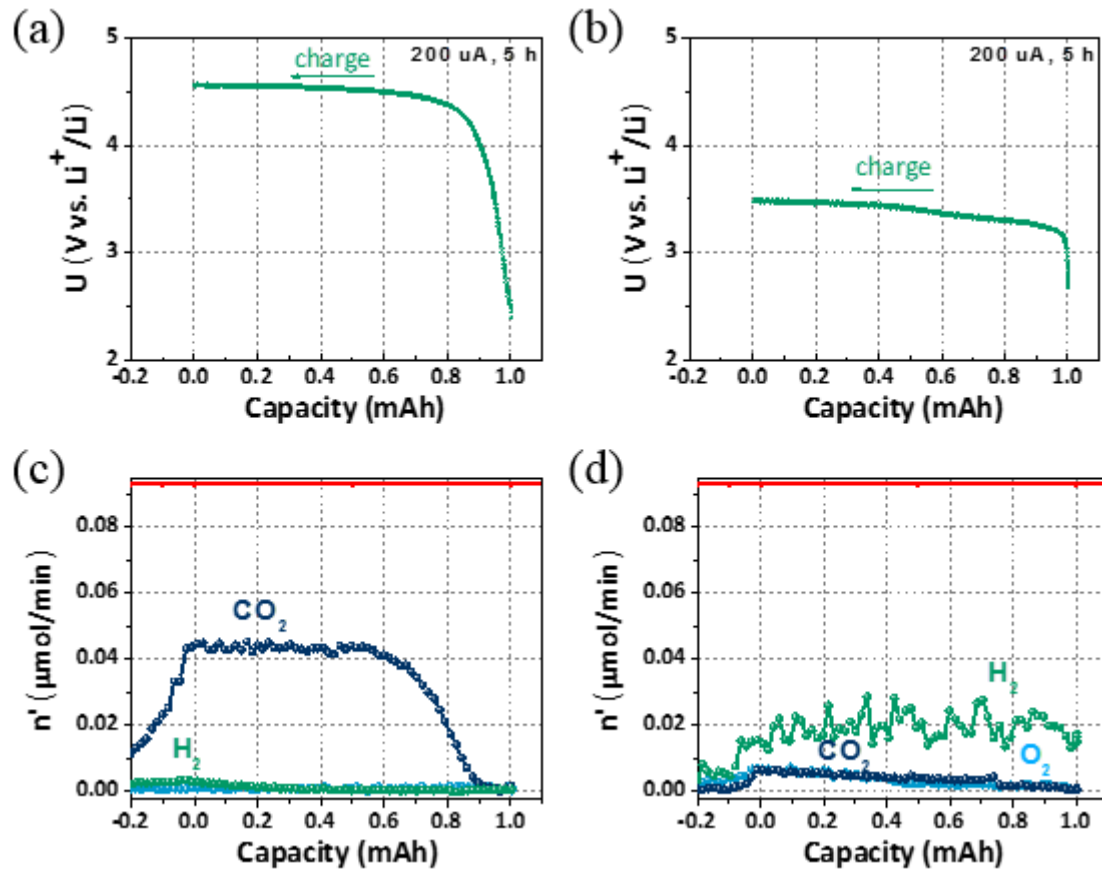 (a)
5
4
3
2
U ( V vs. Li⁺/Li)
200 uA, 5 h
charge
-0.2 0.0 0.2 0.4 0.6 0.8 1.0
Capacity (mAh)
(b)
5
4
3
2
U ( V vs. Li⁺/Li)
200 uA, 5 h
charge
-0.2 0.0 0.2 0.4 0.6 0.8 1.0
Capacity (mAh)
(c)
0.08
0.06
0.04
0.02
0.00
n' ( µmol/min)
CO₂
H₂
-0.2 0.0 0.2 0.4 0.6 0.8 1.0
Capacity (mAh)
(d)
0.08
0.06
0.04
0.02
0.00
n' ( µmol/min)
H₂
CO₂
O₂
-0.2 0.0 0.2 0.4 0.6 0.8 1.0
Capacity (mAh)